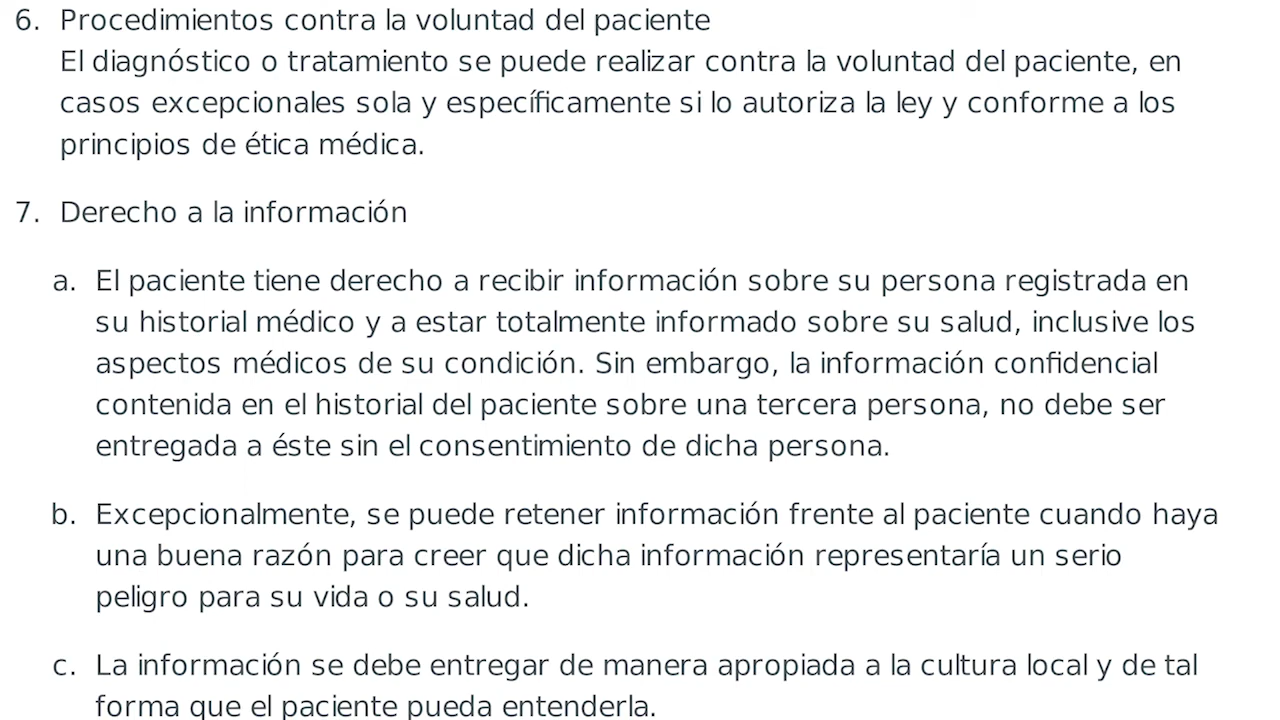 6. Procedimientos contra la voluntad del paciente
El diagnóstico o tratamiento se puede realizar contra la voluntad del paciente, en
casos excepcionales sola y específicamente si lo autoriza la ley y conforme a los
principios de ética médica.
7. Derecho a la información
a. El paciente tiene derecho a recibir información sobre su persona registrada en
su historial médico y a estar totalmente informado sobre su salud, inclusive los
aspectos médicos de su condición. Sin embargo, la información confidencial
contenida en el historial del paciente sobre una tercera persona, no debe ser
entregada a éste sin el consentimiento de dicha persona.
b. Excepcionalmente, se puede retener información frente al paciente cuando haya
una buena razón para creer que dicha información representaría un serio
peligro para su vida o su salud.
c. La información se debe entregar de manera apropiada a la cultura local y de tal
forma que el paciente pueda entenderla.